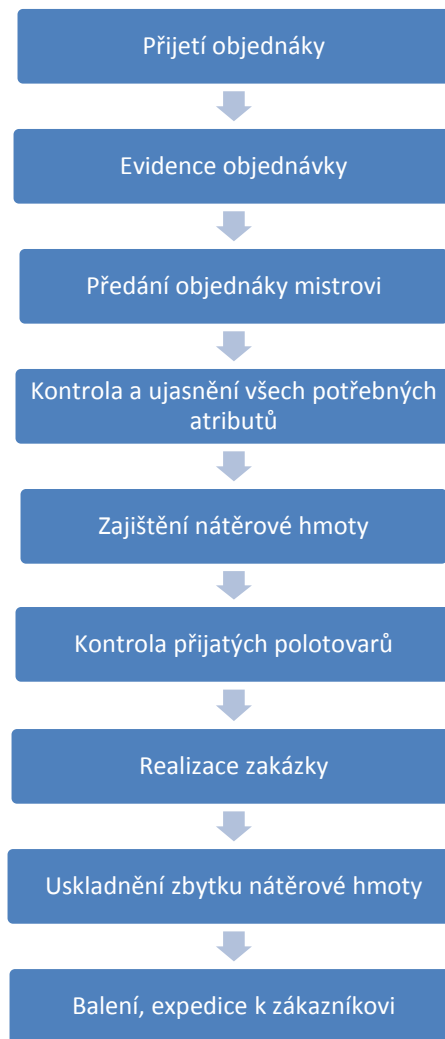 Přijetí objednáky
Evidence objednávky
Předání objednáky mistrovi
Kontrola a ujasnění všech potřebných
atributů
Zajištění nátěrové hmoty
Kontrola přijatých polotovarů
Realizace zakázky
Uskladnění zbytku nátěrové hmoty
Balení, expedice k zákazníkovi